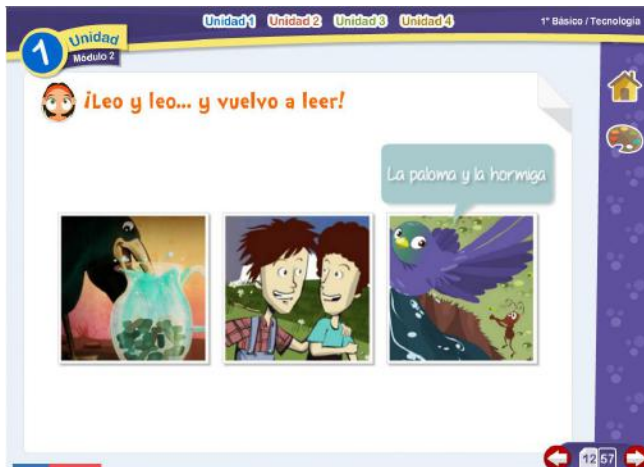 Unidad 1 Unidad 2 Unidad 3 Unidad 4
1° Básico / Tecnología
1
Unidad
Módulo 2
¡Leo y leo... y vuelvo a leer!
La paloma y la hormiga
12 57